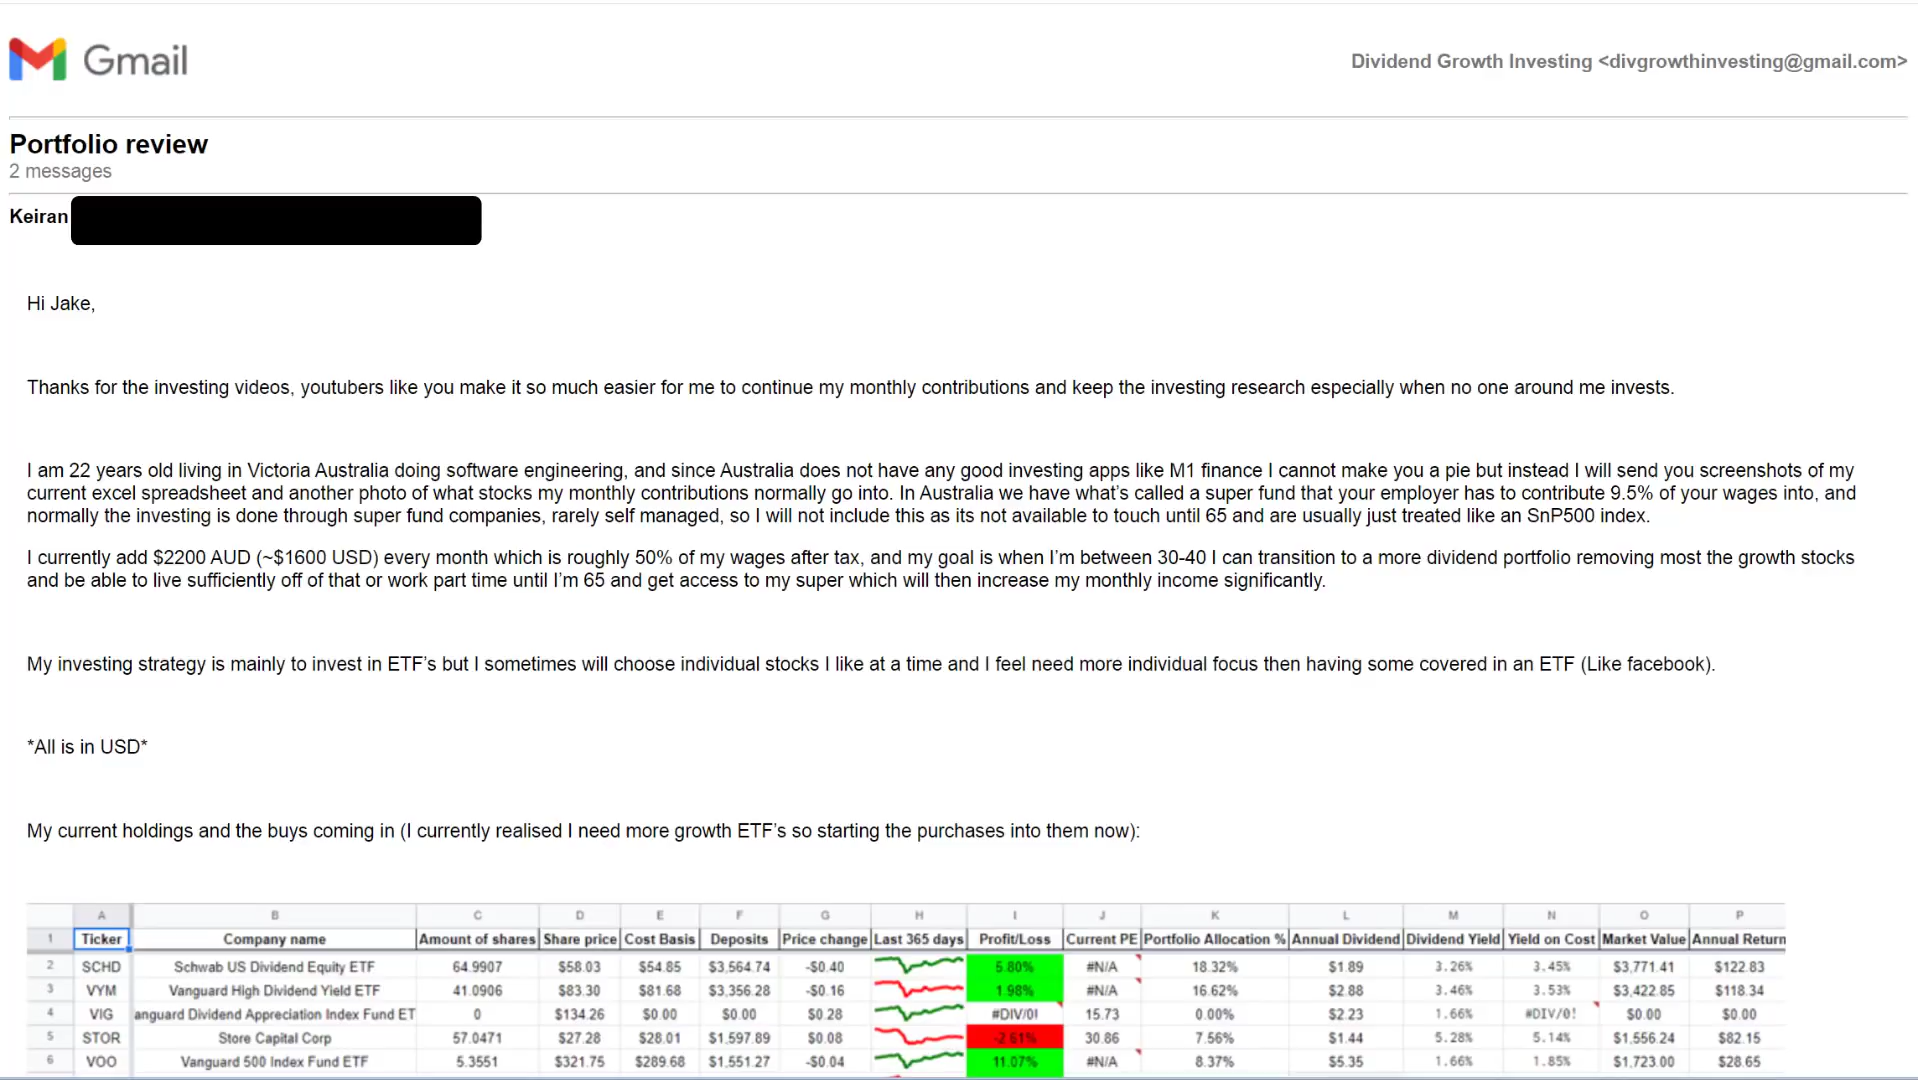 Gmail
Dividend Growth Investing <divgrowthinvesting@gmail.com>
Portfolio review
2 messages
Keiran
Hi Jake,
Thanks for the investing videos, youtubers like you make it so much easier for me to continue my monthly contributions and keep the investing research especially when no one around me invests.
I am 22 years old living in Victoria Australia doing software engineering, and since Australia does not have any good investing apps like M1 finance I cannot make you a pie but instead I will send you screenshots of my
current excel spreadsheet and another photo of what stocks my monthly contributions normally go into. In Australia we have what's called a super fund that your employer has to contribute 9.5% of your wages into, and
normally the investing is done through super fund companies, rarely self managed, so I will not include this as its not available to touch until 65 and are usually just treated like an SnP500 index.
I currently add $2200 AUD (~$1600 USD) every month which is roughly 50% of my wages after tax, and my goal is when I'm between 30-40 I can transition to a more dividend portfolio removing most the growth stocks
and be able to live sufficiently off of that or work part time until I'm 65 and get access to my super which will then increase my monthly income significantly.
My investing strategy is mainly to invest in ETF's but I sometimes will choose individual stocks I like at a time and I feel need more individual focus then having some covered in an ETF (Like facebook).
*All is in USD*
My current holdings and the buys coming in (I currently realised I need more growth ETF's so starting the purchases into them now):
A B C D E F G H I J K L M N O P
1 Ticker Company name Amount of shares Share price Cost Basis Deposits Price change Last 365 days Profit/Loss Current PE Portfolio Allocation % Annual Dividend Dividend Yield Yield on Cost Market Value Annual Return
2 SCHD Schwab US Dividend Equity ETF 64.9907 $58.03 $54.85 $3,564.74 -$0.40 5.80% #N/A 18.32% $1.89 3.26% 3.45% $3,771.41 $122.83
3 VYM Vanguard High Dividend Yield ETF 41.0906 $83.30 $81.68 $3,356.28 -$0.16 1.98% #N/A 16.62% $2.88 3.46% 3.53% $3,422.85 $118.34
4 VIG anguard Dividend Appreciation Index Fund ET 0 $134.26 $0.00 $0.00 $0.28 #DIV/0! 15.73 0.00% $2.23 1.66% #DIV/0! $0.00 $0.00
5 STOR Store Capital Corp 57.0471 $27.28 $28.01 $1,597.89 $0.08 -2.61% 30.86 7.56% $1.44 5.28% 5.14% $1,556.24 $82.15
6 VOO Vanguard 500 Index Fund ETF 5.3551 $321.75 $289.68 $1,551.27 -$0.04 11.07% #N/A 8.37% $5.35 1.66% 1.85% $1,723.00 $28.65